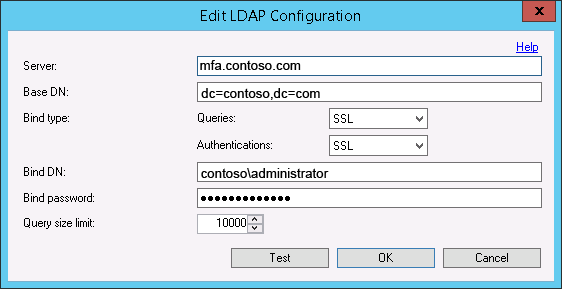 Edit LDAP Configuration
x
Help
Server: mfa.contoso.com
Base DN: dc=contoso,dc=com
Bind type: Queries: SSL
Authentications: SSL
Bind DN: contoso\administrator
Bind password: •••••••••••••
Query size limit: 10000
Test OK Cancel